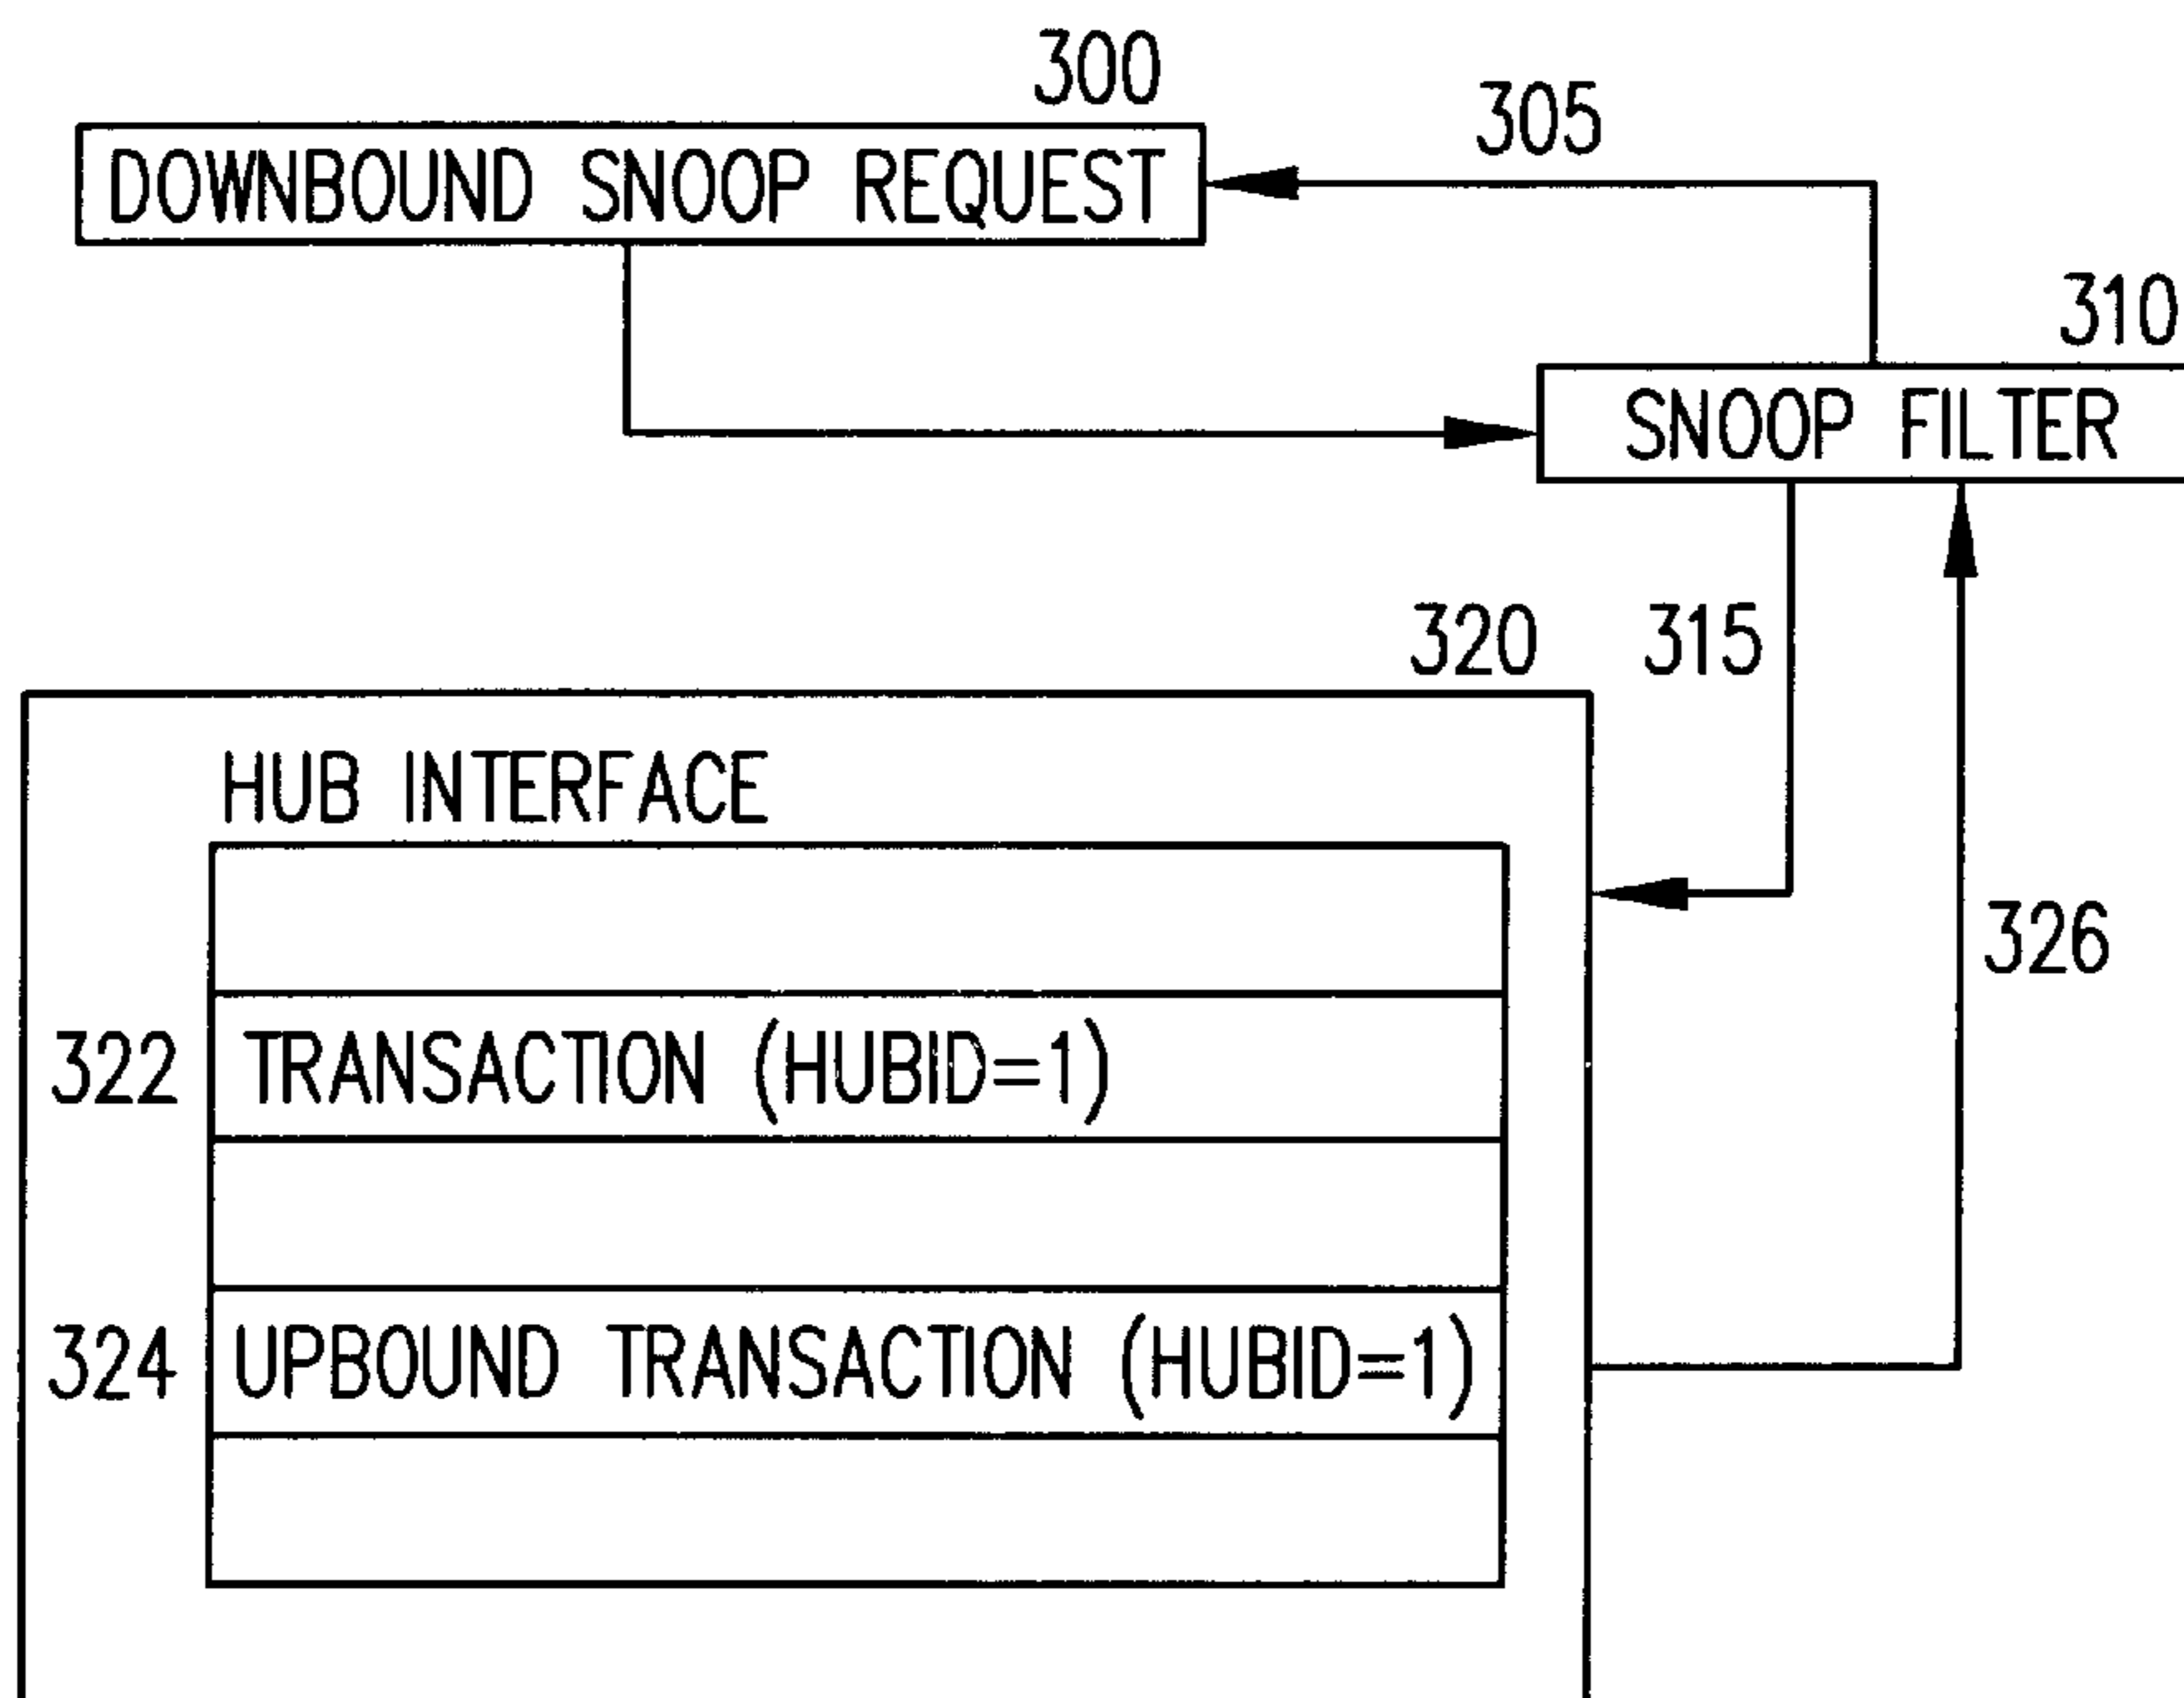 300
305
DOWNBOUND SNOOP REQUEST
310
SNOOP FILTER
320
315
HUB INTERFACE
326
322 TRANSACTION (HUBID=1)
324 UPBOUND TRANSACTION (HUBID=1)